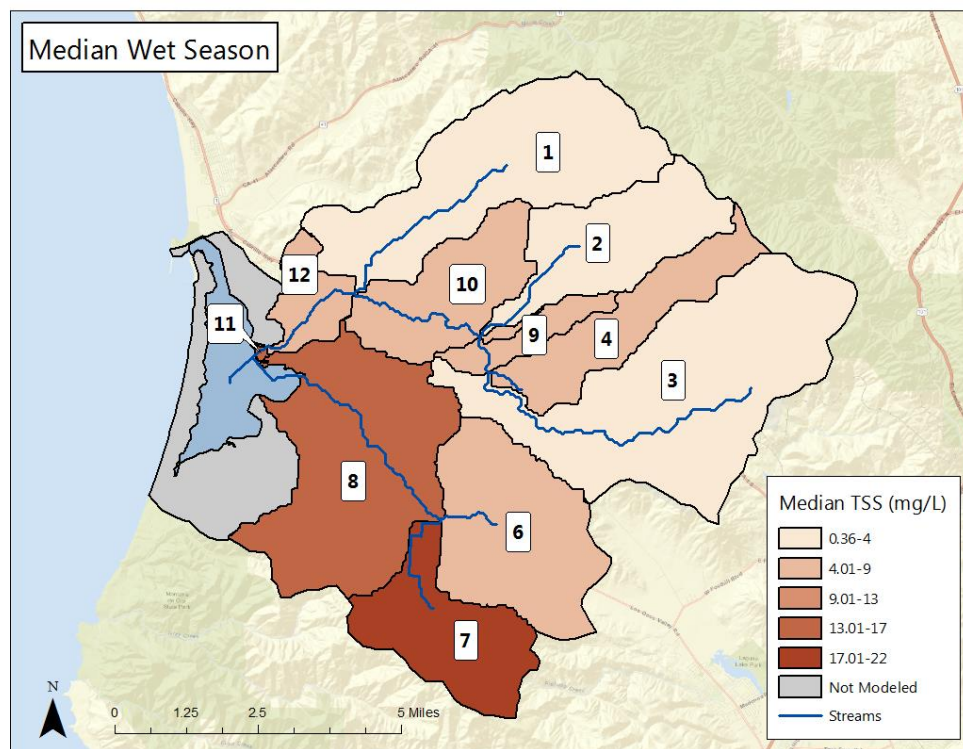 Median Wet Season
1
2
12
10
11
9
4
3
8
6
7
Median TSS (mg/L)
0.36-4
4.01-9
9.01-13
13.01-17
17.01-22
Not Modeled
Streams
N
0 1.25 2.5 5 Miles